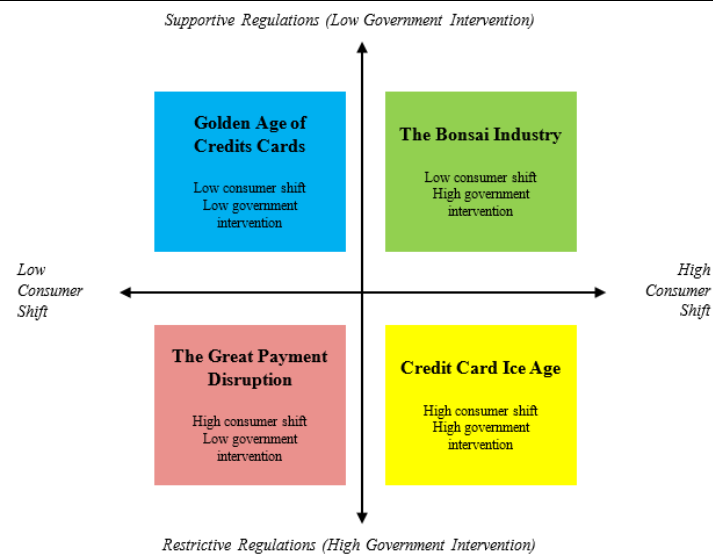 Supportive Regulations (Low Government Intervention)
Golden Age of
Credits Cards
Low consumer shift
Low government
intervention
The Bonsai Industry
Low consumer shift
High government
intervention
Low
Consumer
Shift
High
Consumer
Shift
The Great Payment
Disruption
High consumer shift
Low government
intervention
Credit Card Ice Age
High consumer shift
High government
intervention
Restrictive Regulations (High Government Intervention)